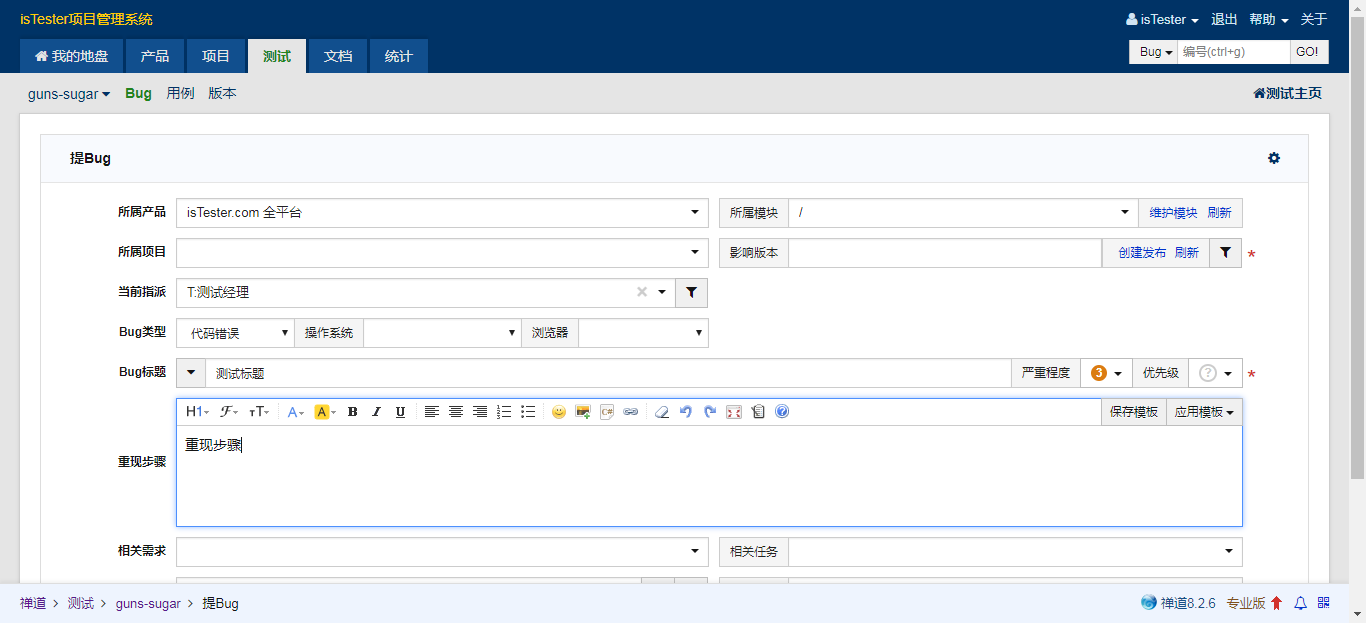 isTester项目管理系统
isTester 退出 帮助 关于
我的地盘 产品 项目 测试 文档 统计
Bug 编号(ctrl+g) GO!
guns-sugar Bug 用例 版本 测试主页
提Bug
所属产品 isTester.com 全平台 所属模块 / 维护模块 刷新
所属项目 影响版本 创建发布 刷新 *
当前指派 T:测试经理
Bug类型 代码错误 操作系统 浏览器
Bug标题 测试标题 严重程度 3 优先级 ? *
H1 F TT A A B I U C# ? 保存模板 应用模板
重现步骤
重现步骤
相关需求 相关任务
禅道 > 测试 > guns-sugar > 提Bug 禅道8.2.6 专业版